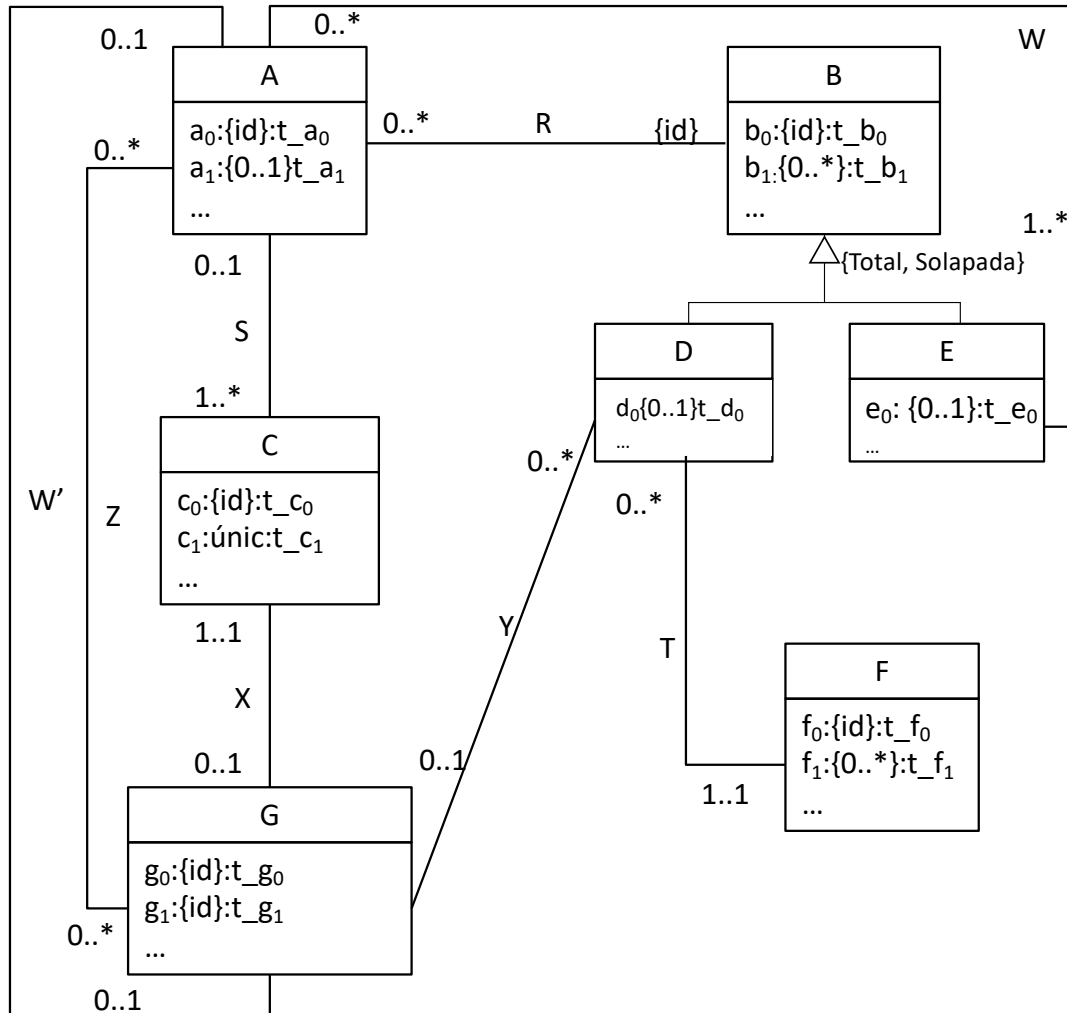 0..1
0..*
W
A
a₀:{id}:t_a₀
a₁:{0..1}t_a₁
...
0..*
R
{id}
B
b₀:{id}:t_b₀
b₁:{0..*}:t_b₁
...
0..*
0..1
{Total, Solapada}
1..*
S
1..*
D
d₀{0..1}t_d₀
...
E
e₀: {0..1}:t_e₀
...
C
c₀:{id}:t_c₀
c₁:únic:t_c₁
...
0..*
0..*
W’
Z
1..1
X
0..1
Y
0..1
T
1..1
F
f₀:{id}:t_f₀
f₁:{0..*}:t_f₁
...
G
g₀:{id}:t_g₀
g₁:{id}:t_g₁
...
0..*
0..1